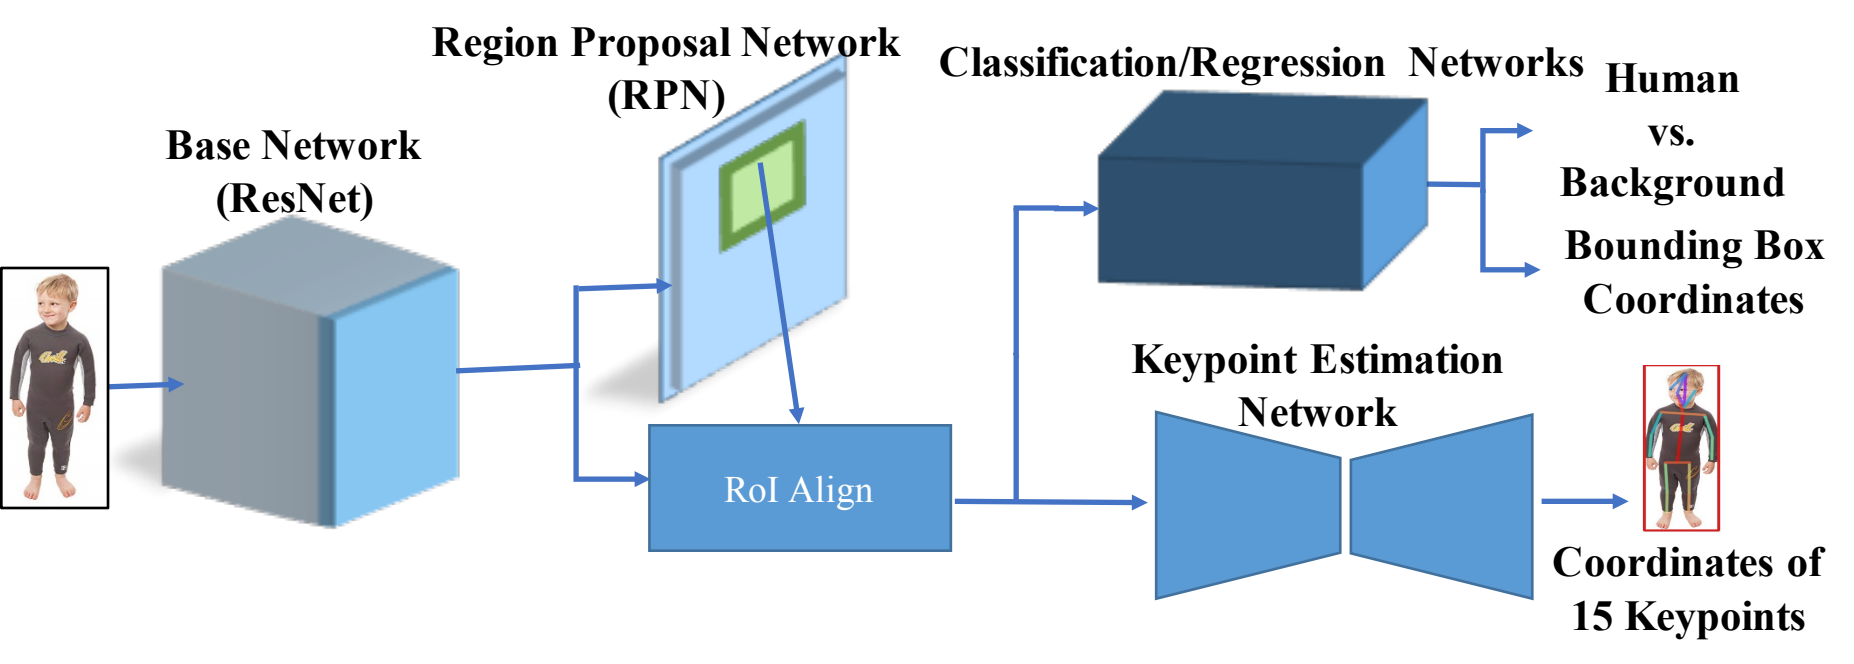 Region Proposal Network
(RPN)
Classification/Regression Networks
Human
vs.
Background
Base Network
(ResNet)
Bounding Box
Coordinates
Keypoint Estimation
Network
RoI Align
Coordinates of
15 Keypoints